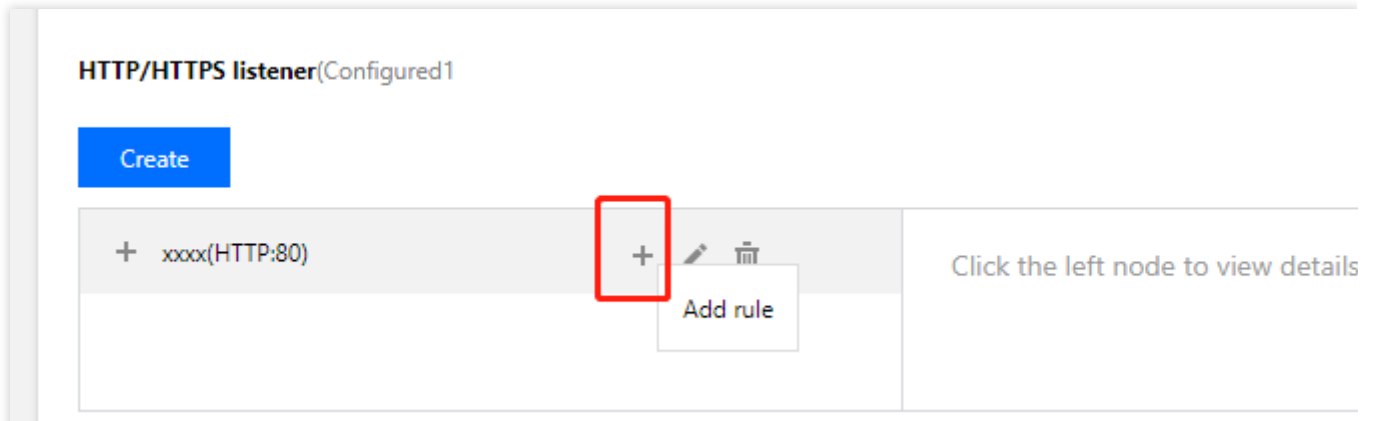 HTTP/HTTPS listener(Configured1
Create
xxxx(HTTP:80)
Click the left node to view details
Add rule